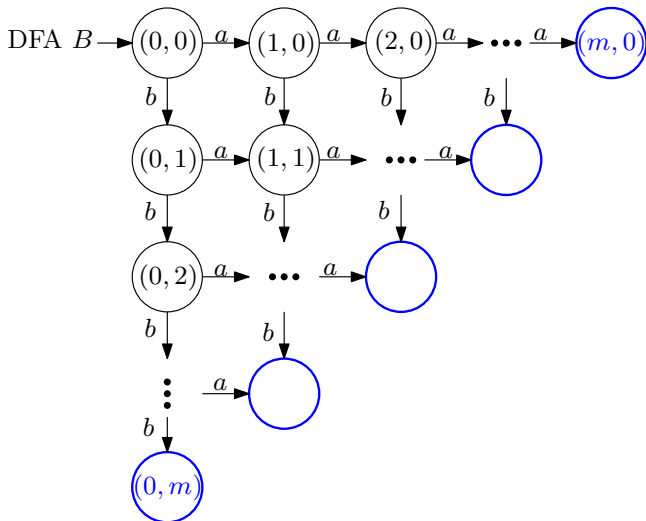 DFA B (0, 0) a (1, 0) a (2, 0) a ••• a (m, 0)
b b b
(0, 1) a (1, 1) a ••• a
b b b
(0, 2) a ••• a
b b
a
b
(0, m)